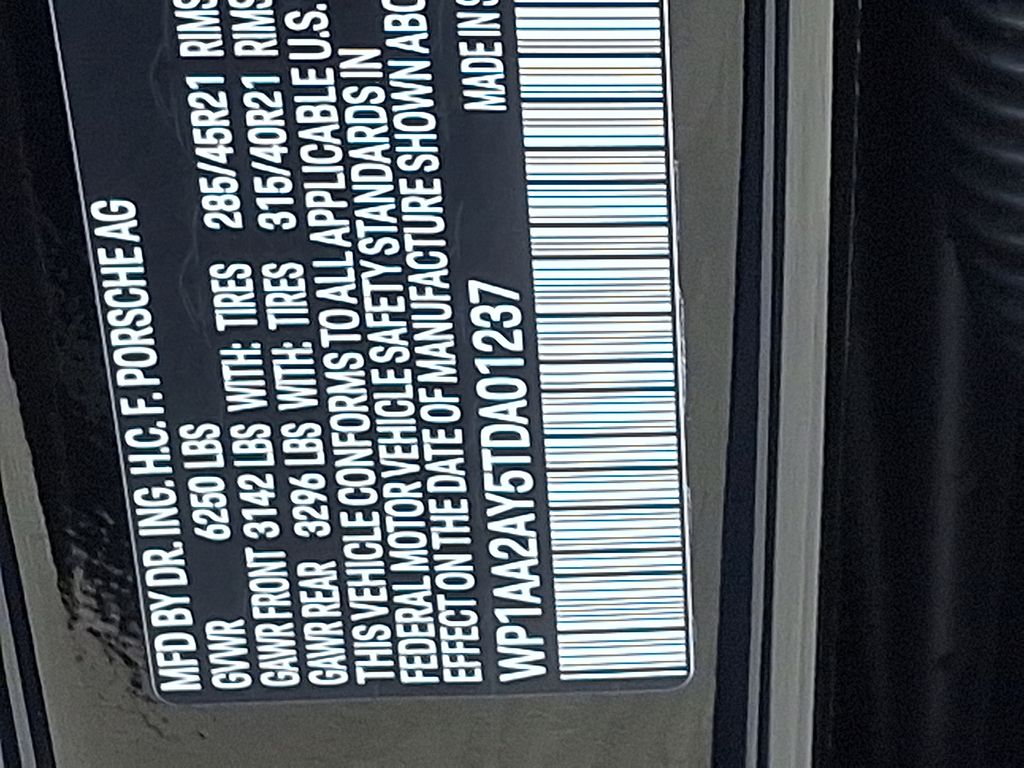 MFD BY DR. ING. H.C. F. PORSCHE AG
GVWR 6250 LBS
GAWR FRONT 3142 LBS WITH: TIRES 285/45R21 RIMS
GAWR REAR 3296 LBS WITH: TIRES 315/40R21 RIMS
THIS VEHICLE CONFORMS TO ALL APPLICABLE U.S.
FEDERAL MOTOR VEHICLE SAFETY STANDARDS IN
EFFECT ON THE DATE OF MANUFACTURE SHOWN ABO
MADE IN S
WP1AA2AY5TDA01237